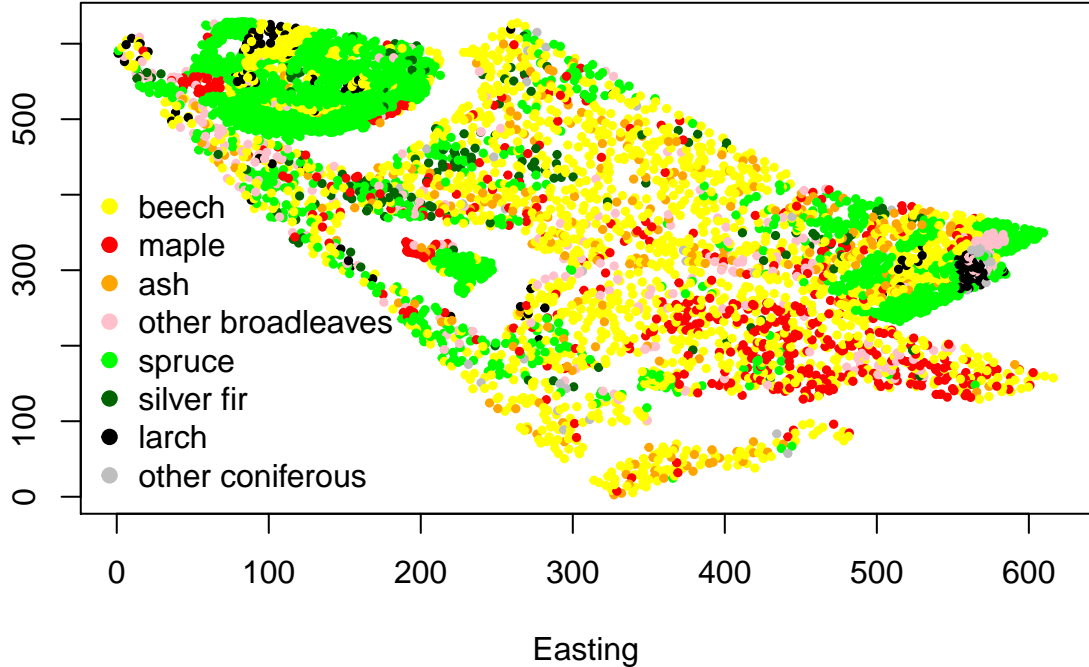 500
300
100
0
beech
maple
ash
other broadleaves
spruce
silver fir
larch
other coniferous
0 100 200 300 400 500 600
Easting